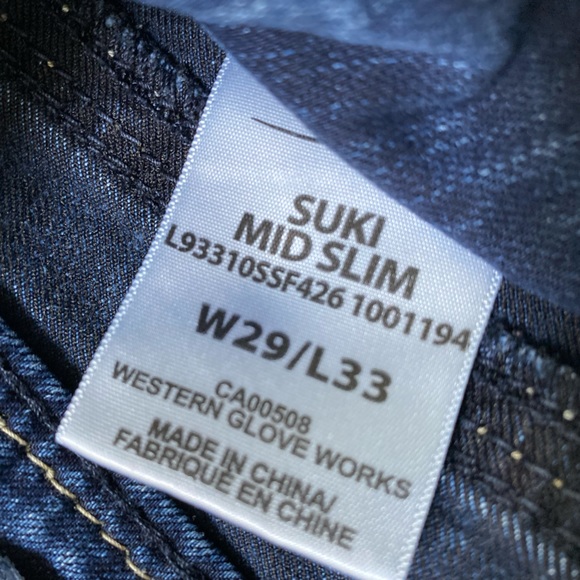 SUKI
MID SLIM
L93310SSF426 1001194
W29/L33
CA00508
WESTERN GLOVE WORKS
MADE IN CHINA/
FABRIQUÉ EN CHINE